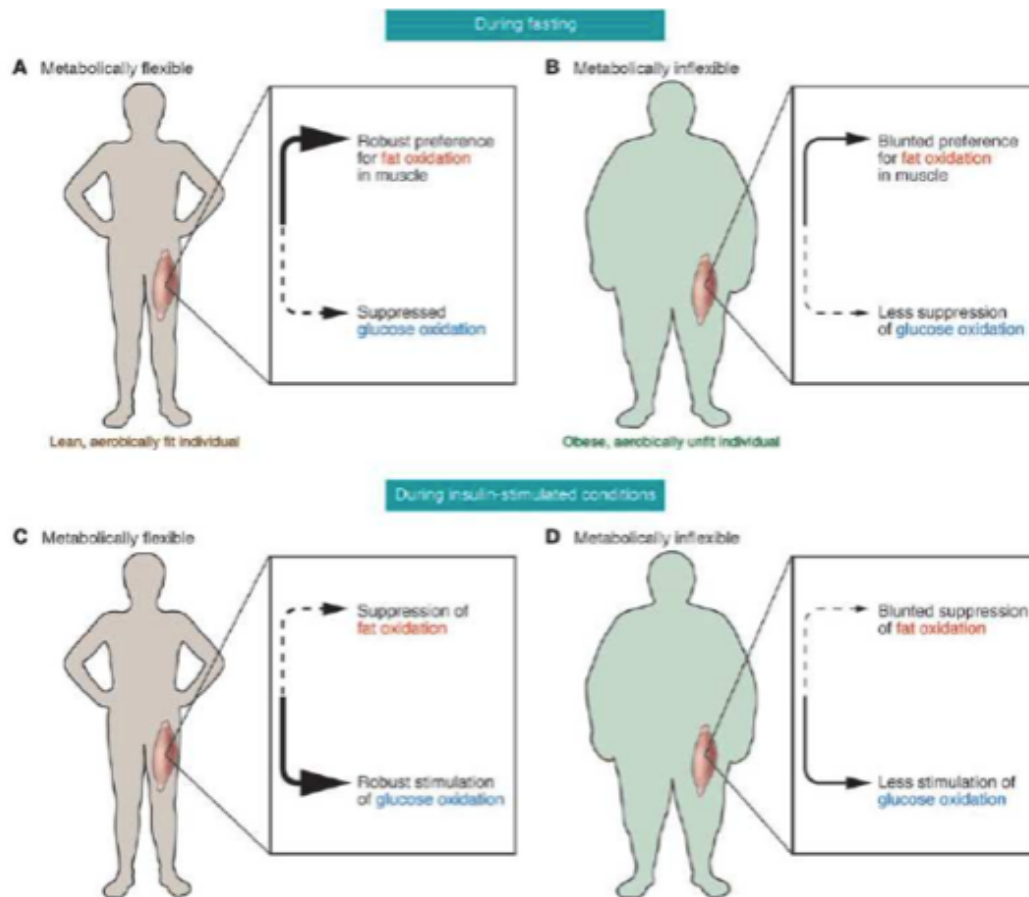 During fasting
A Metabolically flexible
B Metabolically inflexible
Robust preference
for fat oxidation
in muscle
Suppressed
glucose oxidation
Blunted preference
for fat oxidation
in muscle
Less suppression
of glucose oxidation
Lean, aerobically fit individual
Obese, aerobically unfit individual
During insulin-stimulated conditions
C Metabolically flexible
D Metabolically inflexible
Suppression of
fat oxidation
Robust stimulation
of glucose oxidation
Blunted suppression
of fat oxidation
Less stimulation of
glucose oxidation